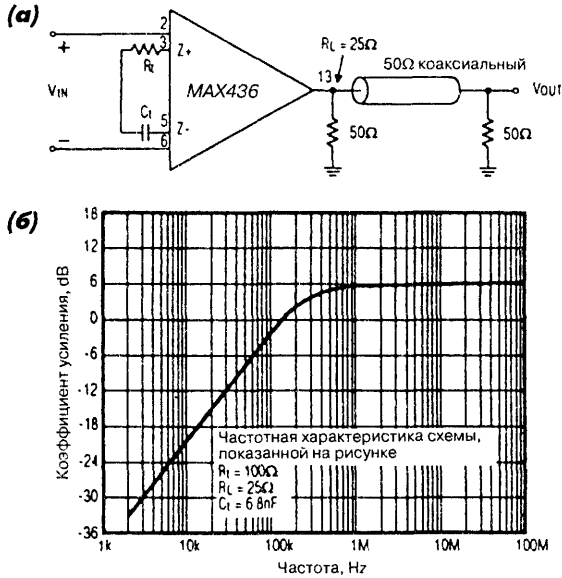 (а)
2
+
3
Z+
Rt
RL = 25Ω
13
50Ω коаксиальный
VIN
MAX436
VOUT
Ct
5
Z-
50Ω
50Ω
-
6
(б)
18
12
6
0
-6
-12
-18
-24
-30
-36
Коэффициент усиления, dB
Частотная характеристика схемы,
показанной на рисунке
Rt = 100Ω
RL = 25Ω
Ct = 6.8nF
1k
10k
100k
1M
10M
100M
Частота, Hz